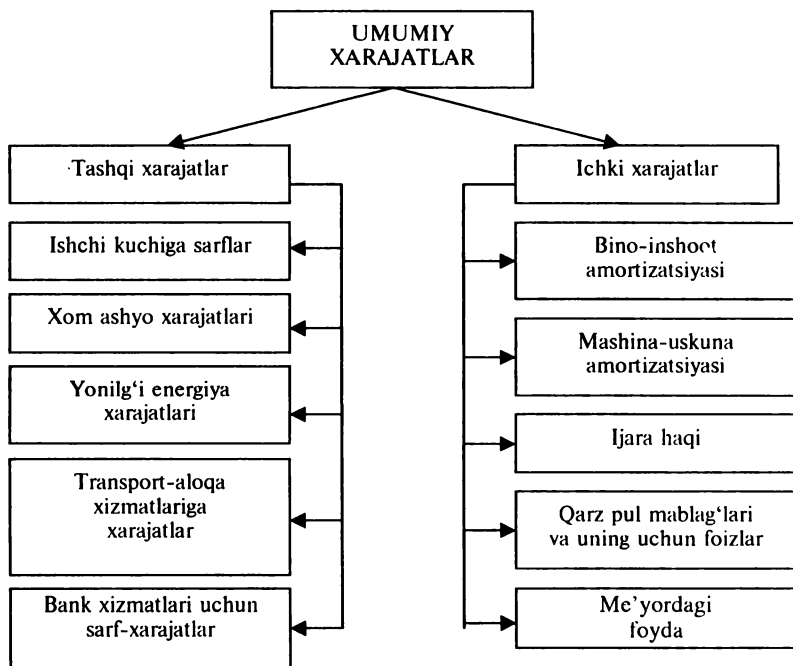 UMUMIY
XARAJATLAR
Tashqi xarajatlar
Ishchi kuchiga sarflar
Xom ashyo xarajatlari
Yonilg‘i energiya
xarajatlari
Transport-aloqa
xizmatlariga
xarajatlar
Bank xizmatlari uchun
sarf-xarajatlar
Ichki xarajatlar
Bino-inshoot
amortizatsiyasi
Mashina-uskuna
amortizatsiyasi
Ijara haqi
Qarz pul mablag‘lari
va uning uchun foizlar
Me’yordagi
foyda